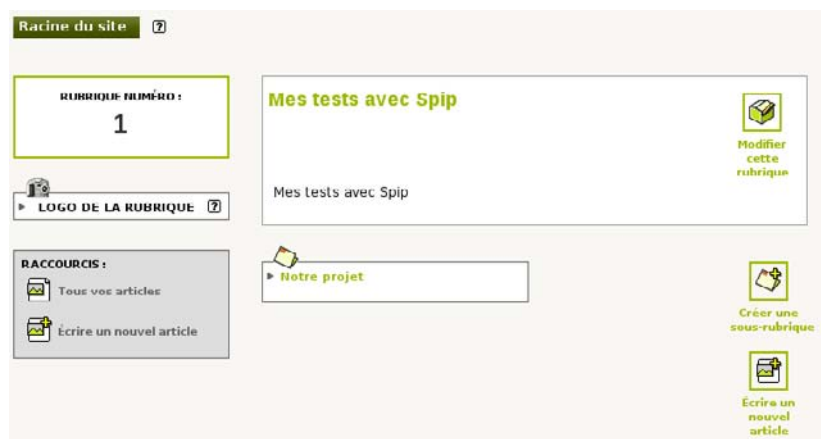 Racine du site ?
RUBRIQUE NUMÉRO :
1
LOGO DE LA RUBRIQUE ?
RACCOURCIS :
Tous vos articles
Écrire un nouvel article
Mes tests avec Spip
Mes tests avec Spip
Modifier
cette
rubrique
Notre projet
Créer une
sous-rubrique
Écrire un
nouvel
article